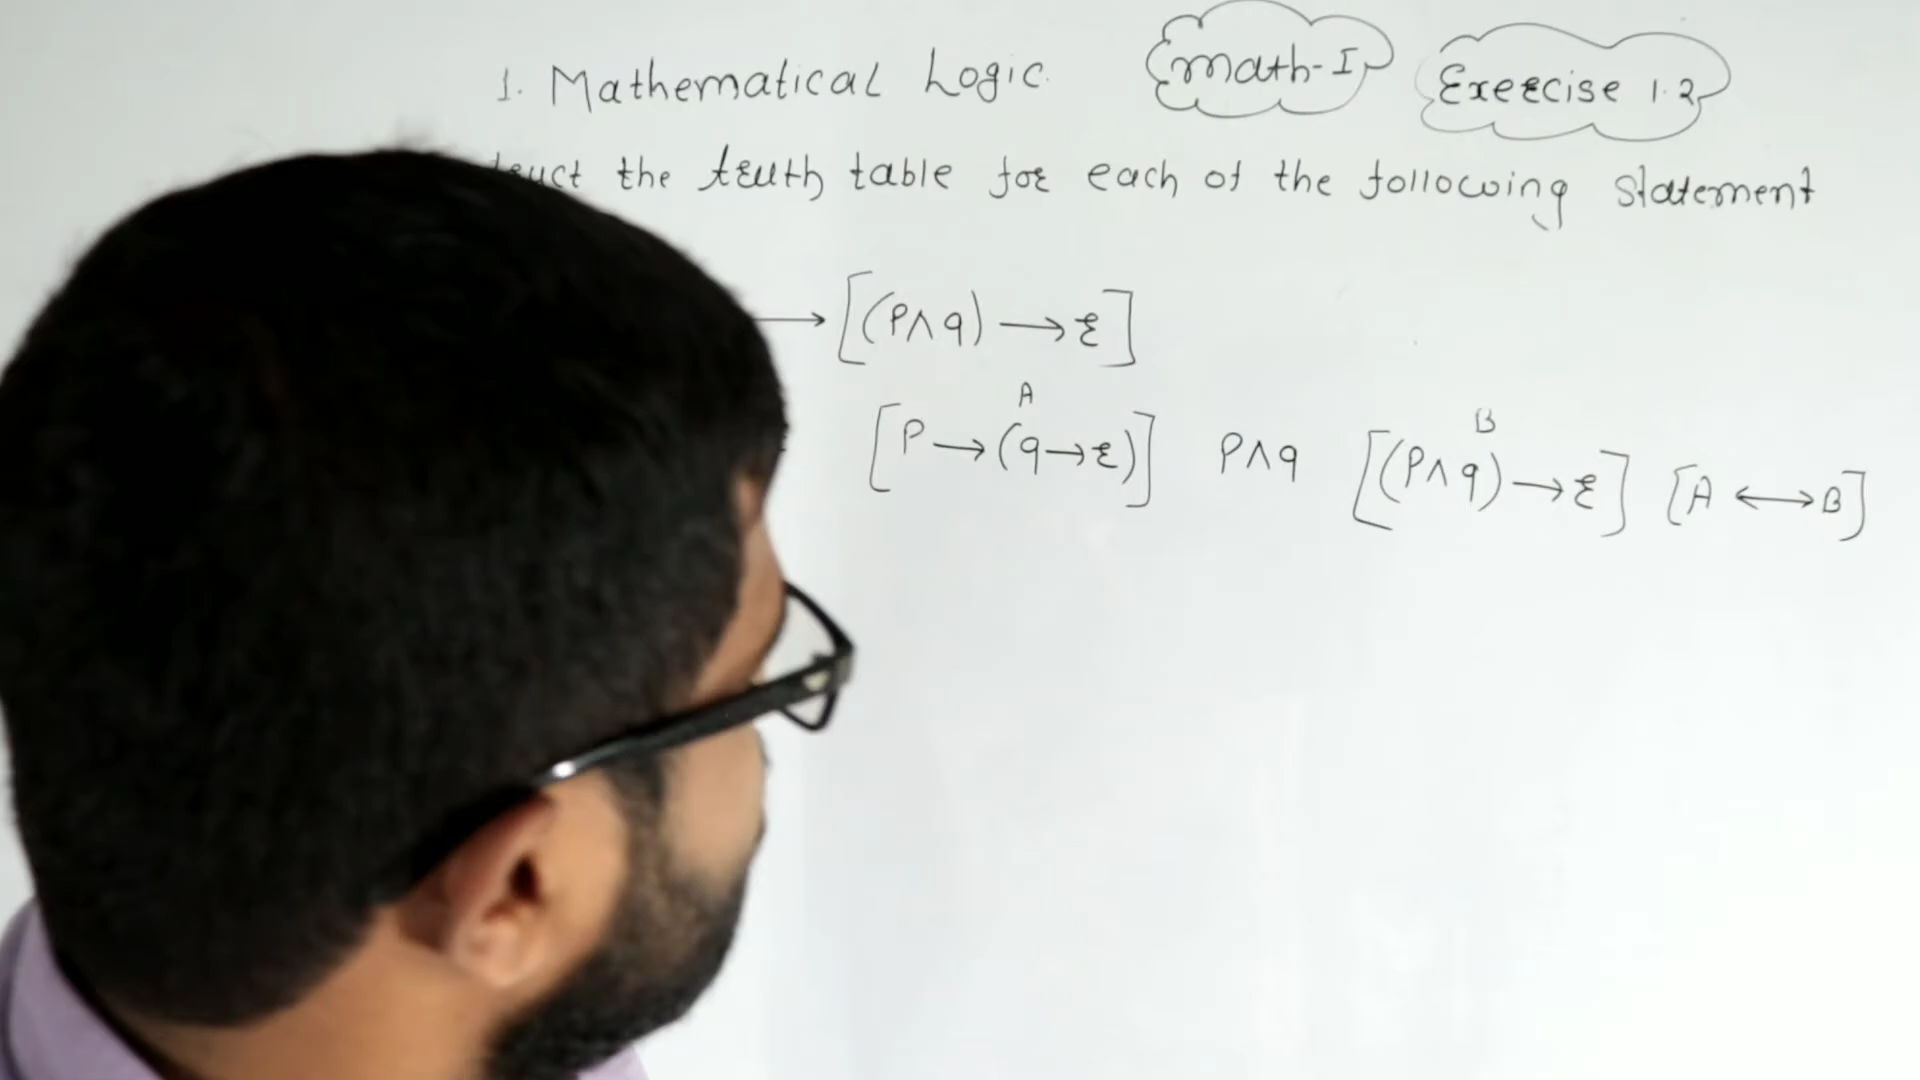 1. Mathematical Logic.
Math-I
Exercise 1.2
the truth table for each of the following statement
→ [(p∧q) → r]
A
B
[p → (q → r)] p∧q [(p∧q) → r] [A ↔ B]